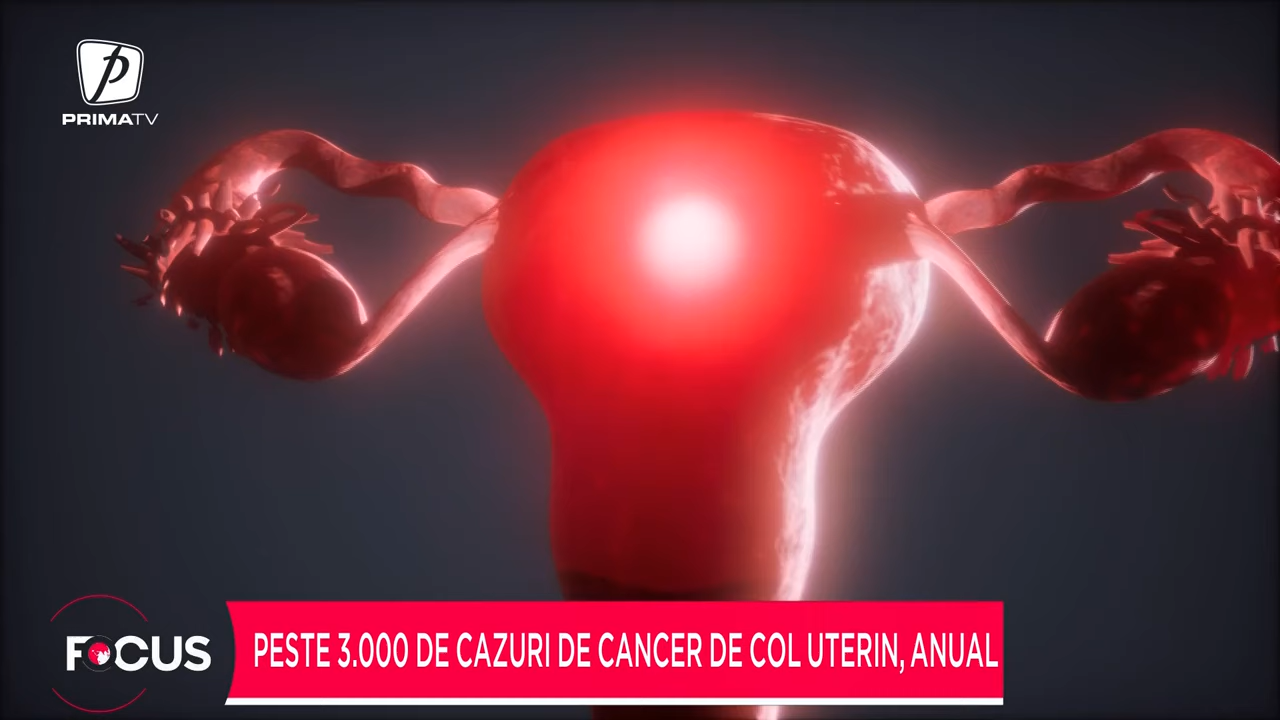 PRIMATV
FOCUS
PESTE 3.000 DE CAZURI DE CANCER DE COL UTERIN, ANUAL